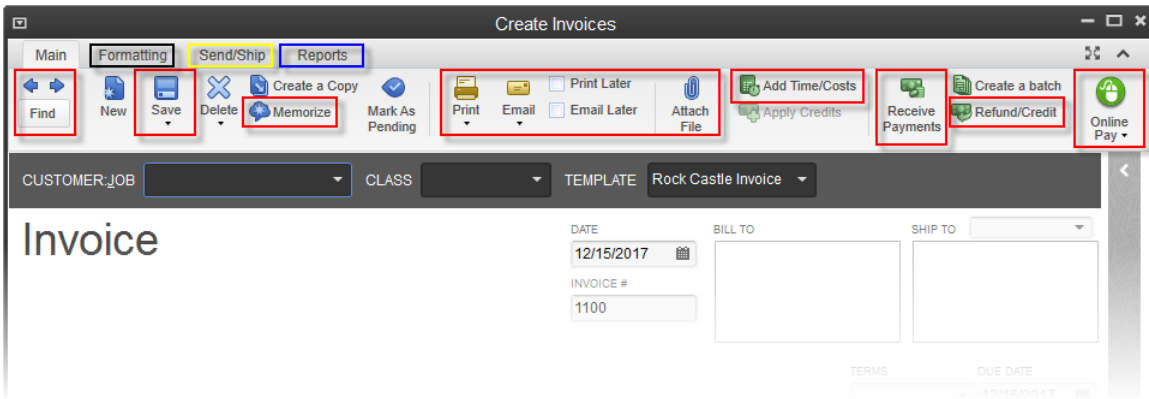 Create Invoices
Main Formatting Send/Ship Reports
Find New Save Delete Create a Copy
Memorize Mark As
Pending Print Email Print Later
Email Later Attach
File Add Time/Costs
Apply Credits Receive
Payments Create a batch
Refund/Credit Online
Pay
CUSTOMER:JOB CLASS TEMPLATE Rock Castle Invoice
Invoice
DATE BILL TO SHIP TO
12/15/2017
INVOICE #
1100
TERMS DUE DATE
12/15/2017